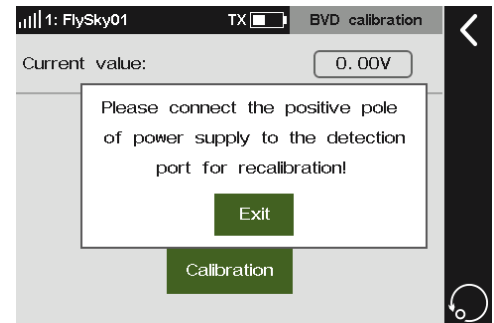 1: FlySky01 TX BVD calibration
Current value: 0.00V
Please connect the positive pole
of power supply to the detection
port for recalibration!
Exit
Calibration